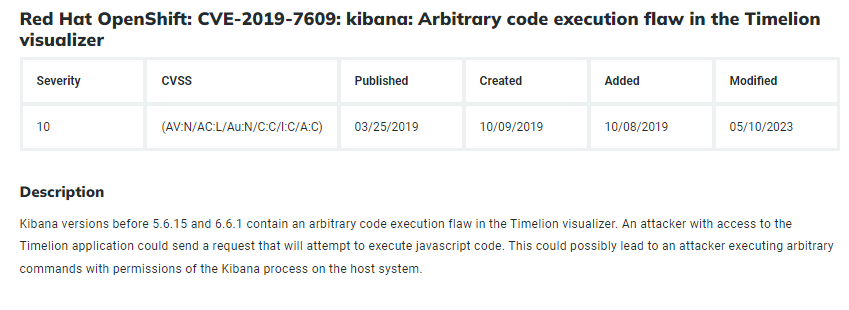 Red Hat OpenShift: CVE-2019-7609: kibana: Arbitrary code execution flaw in the Timelion
visualizer
Severity CVSS Published Created Added Modified
10 (AV:N/AC:L/Au:N/C:C/I:C/A:C) 03/25/2019 10/09/2019 10/08/2019 05/10/2023
Description
Kibana versions before 5.6.15 and 6.6.1 contain an arbitrary code execution flaw in the Timelion visualizer. An attacker with access to the
Timelion application could send a request that will attempt to execute javascript code. This could possibly lead to an attacker executing arbitrary
commands with permissions of the Kibana process on the host system.